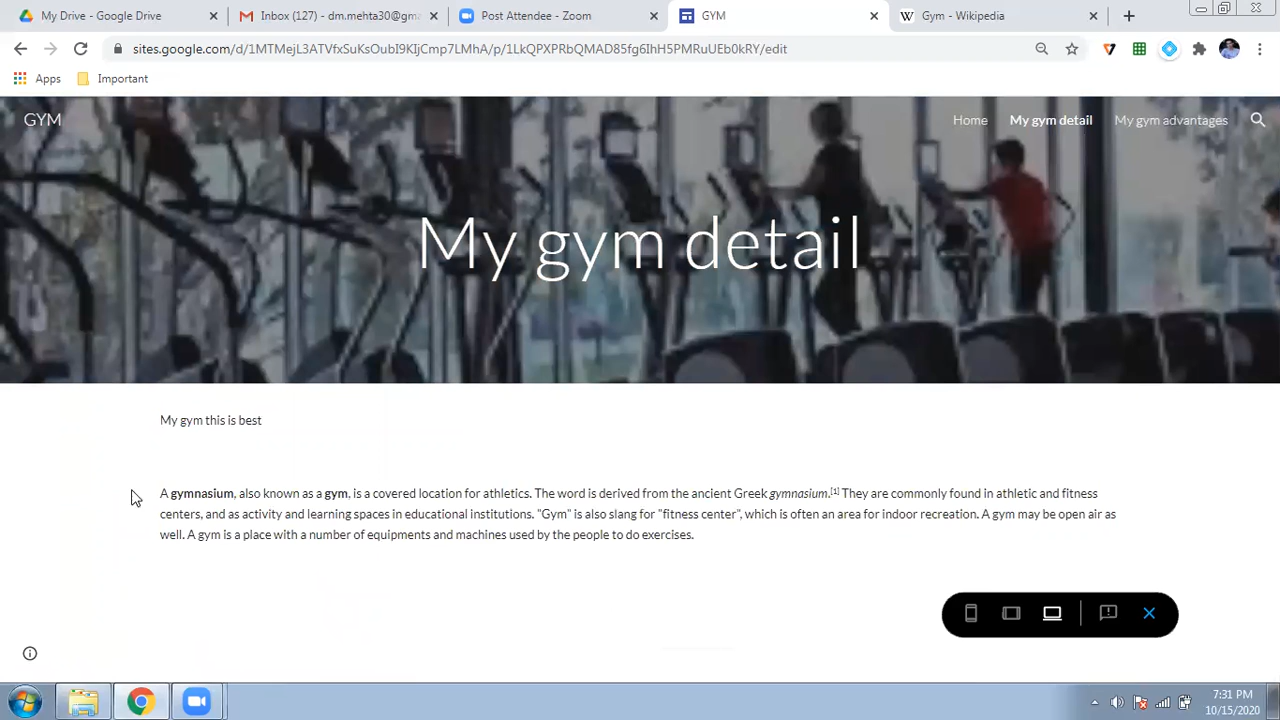 My Drive - Google Drive
Inbox (127) - dm.mehta30@g
Post Attendee - Zoom
GYM
Gym - Wikipedia
sites.google.com/d/1MTMejL3ATVfxSuKsOubI9KIjCmp7LMhA/p/1LkQPXPRbQMAD85fg6IhH5PMRuUEb0kRY/edit
Apps
Important
GYM
Home
My gym detail
My gym advantages
My gym detail
My gym this is best
A gymnasium, also known as a gym, is a covered location for athletics. The word is derived from the ancient Greek gymnasium.[1] They are commonly found in athletic and fitness
centers, and as activity and learning spaces in educational institutions. "Gym" is also slang for "fitness center", which is often an area for indoor recreation. A gym may be open air as
well. A gym is a place with a number of equipments and machines used by the people to do exercises.
7:31 PM
10/15/2020